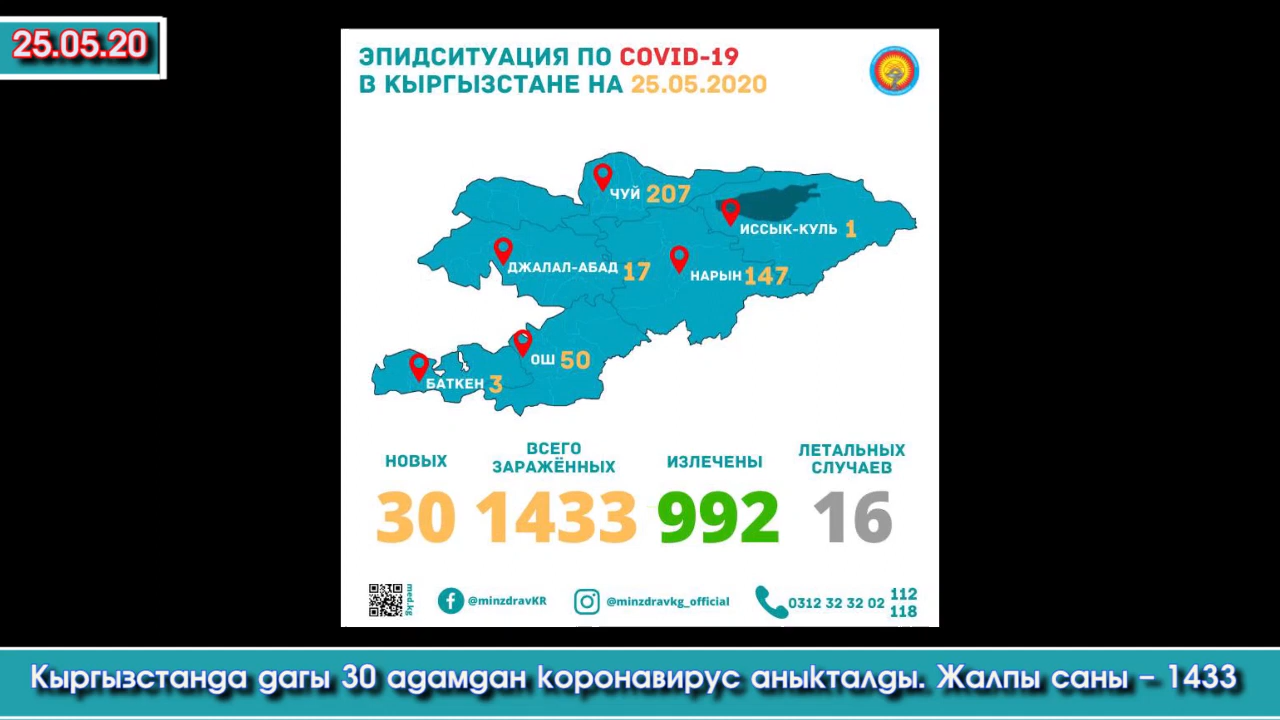 25.05.20
ЭПИДСИТУАЦИЯ ПО COVID-19
В КЫРГЫЗСТАНЕ НА 25.05.2020
ЧУЙ 207
ИССЫК-КУЛЬ 1
ДЖАЛАЛ-АБАД 17
НАРЫН 147
ОШ 50
БАТКЕН 3
НОВЫХ
30
ВСЕГО
ЗАРАЖЁННЫХ
1433
ИЗЛЕЧЕНЫ
992
ЛЕТАЛЬНЫХ
СЛУЧАЕВ
16
med.kg
@minzdravKR
@minzdravkg_official
0312 32 32 02
112
118
Кыргызстанда дагы 30 адамдан коронавирус аныкталды. Жалпы саны – 1433